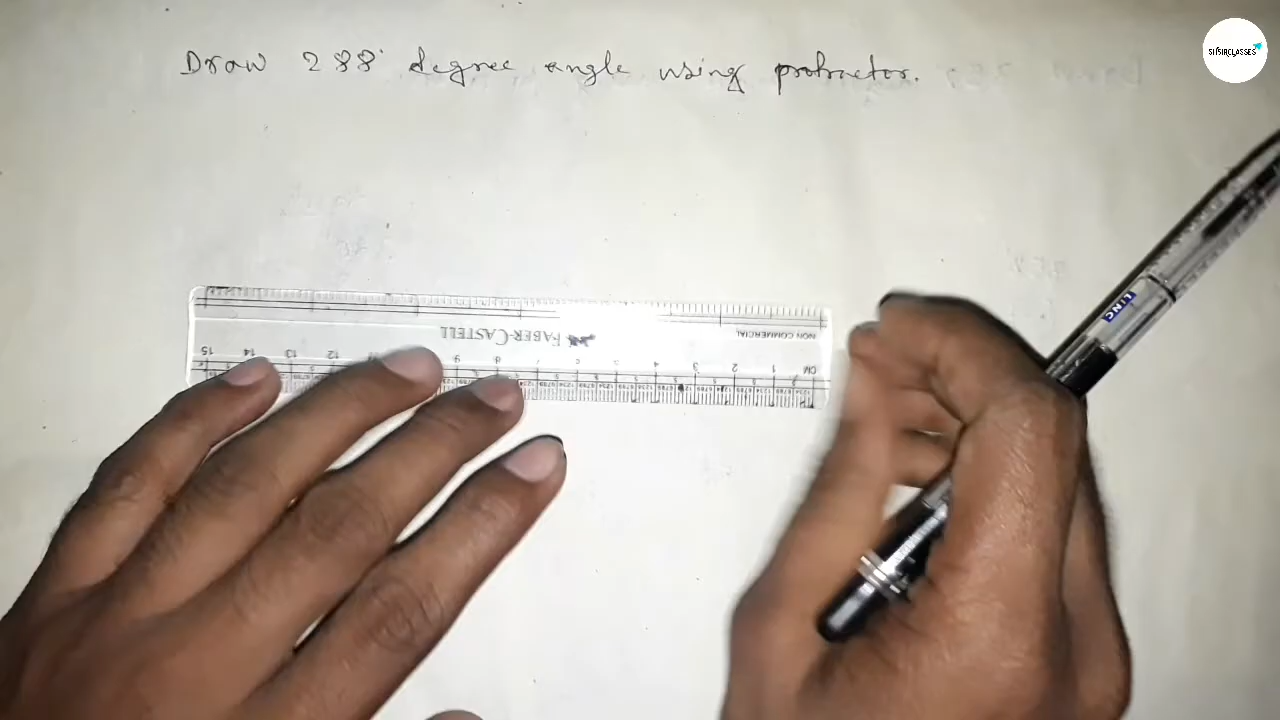 Draw 288° degree angle using protractor.
SHSIRCLASSES
FABER-CASTELL
NON COMMERCIAL
15 14 13 12
4 3 2 1 CM
LINC